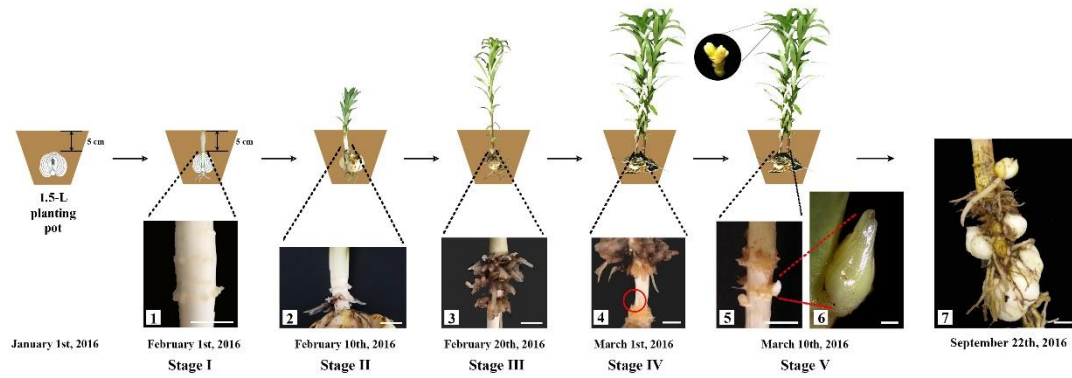 5 cm
1.5-L
planting
pot
5 cm
1
2
3
4
5
6
7
January 1st, 2016
February 1st, 2016
Stage I
February 10th, 2016
Stage II
February 20th, 2016
Stage III
March 1st, 2016
Stage IV
March 10th, 2016
Stage V
September 22th, 2016